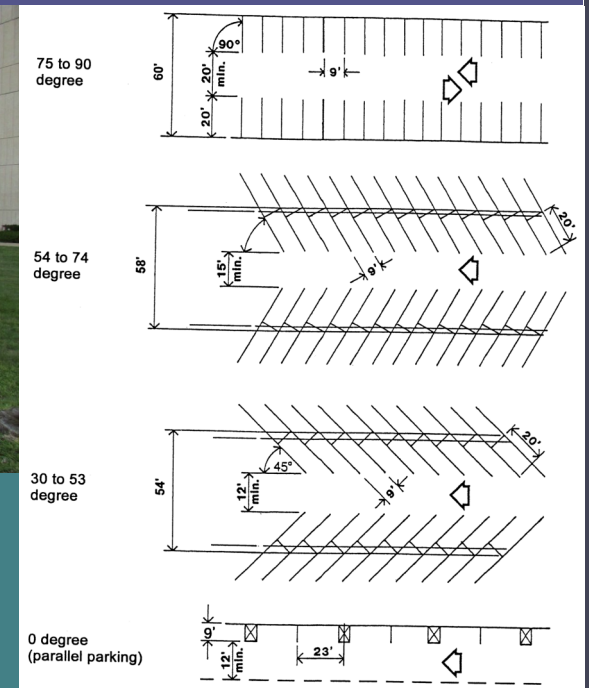 75 to 90
degree
60'
90°
20'
min.
20'
9'
54 to 74
degree
58'
15'
min.
9'
20'
30 to 53
degree
54'
45°
12'
min.
9'
20'
0 degree
(parallel parking)
9'
12'
min.
23'